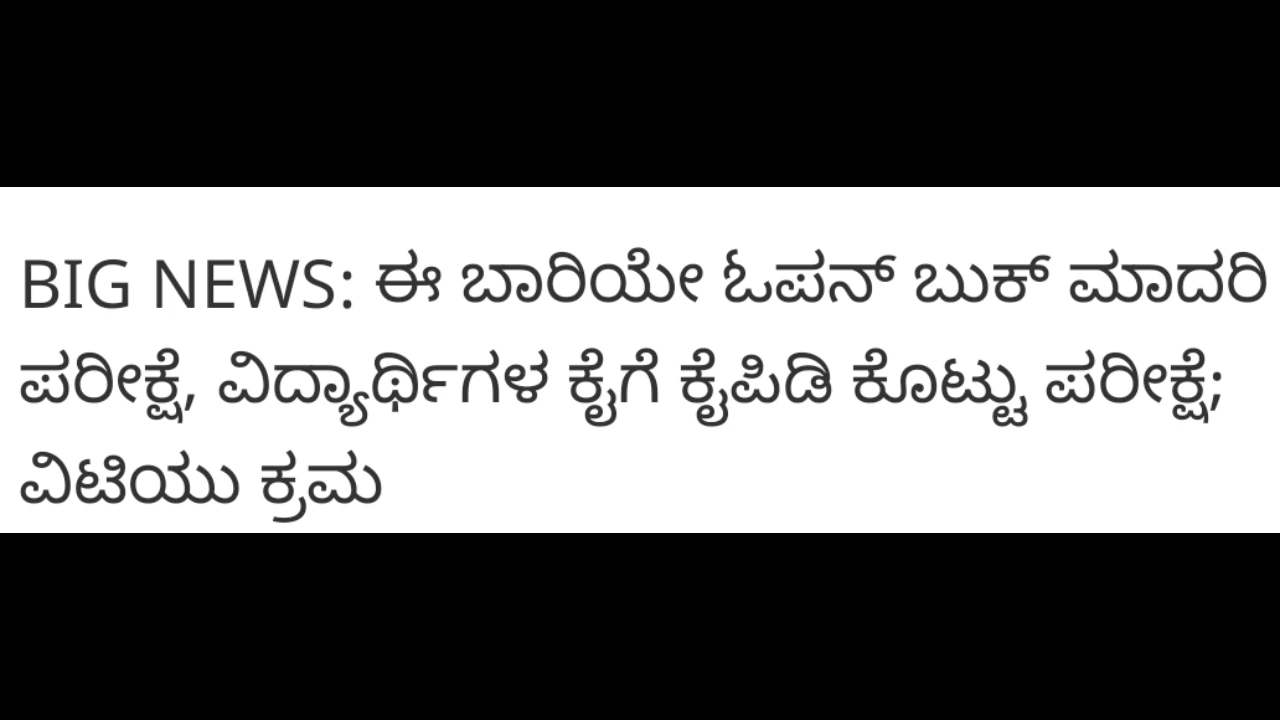 BIG NEWS: ಈ ಬಾರಿಯೇ ಓಪನ್ ಬುಕ್ ಮಾದರಿ
ಪರೀಕ್ಷೆ, ವಿದ್ಯಾರ್ಥಿಗಳ ಕೈಗೆ ಕೈಪಿಡಿ ಕೊಟ್ಟು ಪರೀಕ್ಷೆ;
ವಿಟಿಯು ಕ್ರಮ